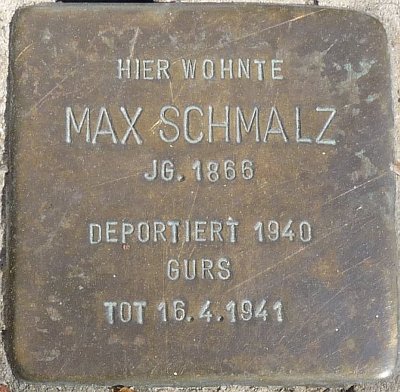 HIER WOHNTE
MAX SCHMALZ
JG. 1866
DEPORTIERT 1940
GURS
TOT 16.4.1941